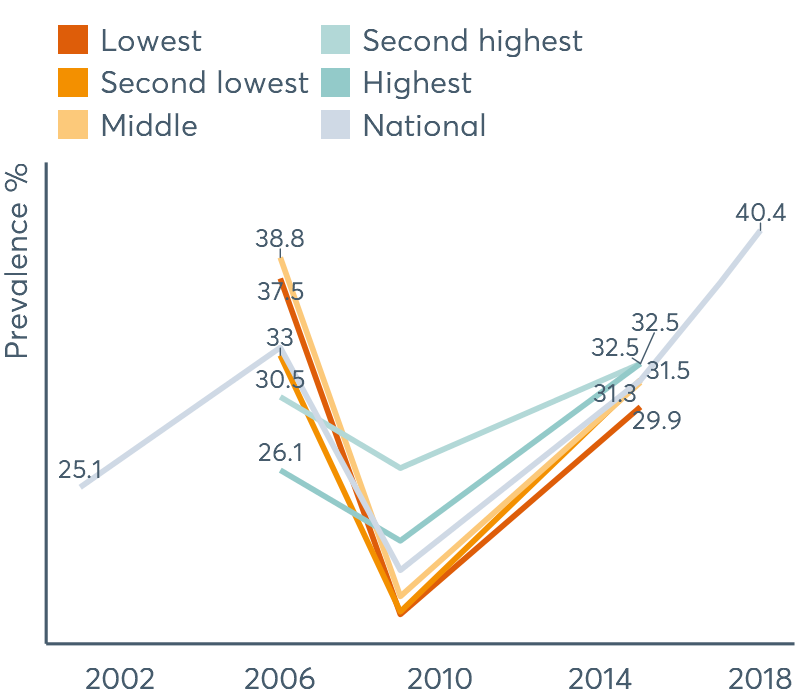 Lowest
Second lowest
Middle
Second highest
Highest
National
Prevalence %
40.4
38.8
37.5
33
32.5
32.5
31.5
30.5
31.3
29.9
26.1
25.1
2002
2006
2010
2014
2018